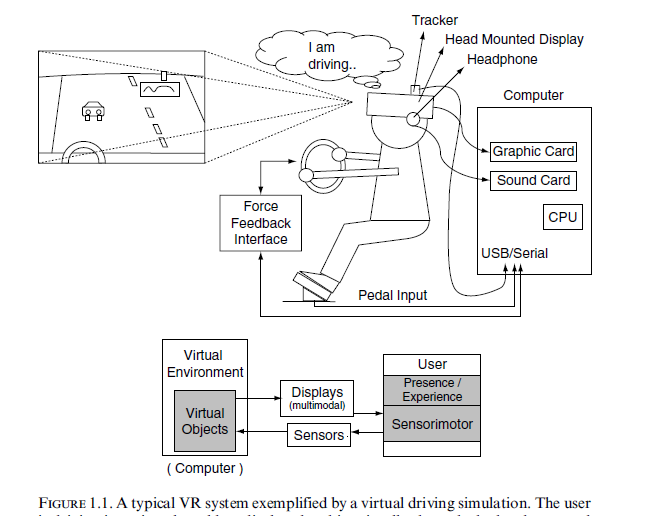 Tracker
Head Mounted Display
Headphone
I am
driving..
Computer
Graphic Card
Sound Card
CPU
USB/Serial
Force
Feedback
Interface
Pedal Input
Virtual
Environment
Virtual
Objects
( Computer )
Displays
(multimodal)
Sensors
User
Presence /
Experience
Sensorimotor
FIGURE 1.1. A typical VR system exemplified by a virtual driving simulation. The user